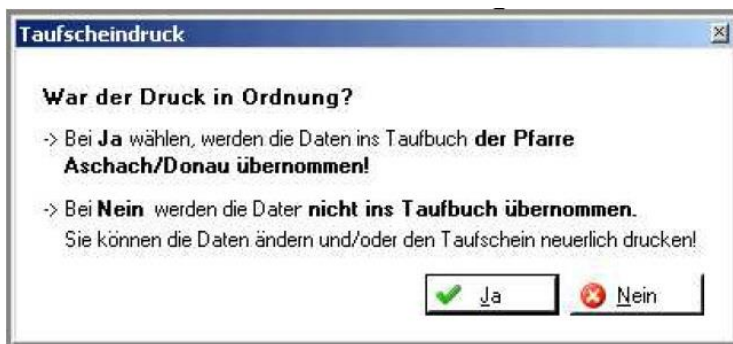 Taufscheindruck
War der Druck in Ordnung?
-> Bei Ja wählen, werden die Daten ins Taufbuch der Pfarre
Aschach/Donau übernommen!
-> Bei Nein werden die Dater nicht ins Taufbuch übernommen.
Sie können die Daten ändern und/oder den Taufschein neuerlich drucken!
Ja Nein